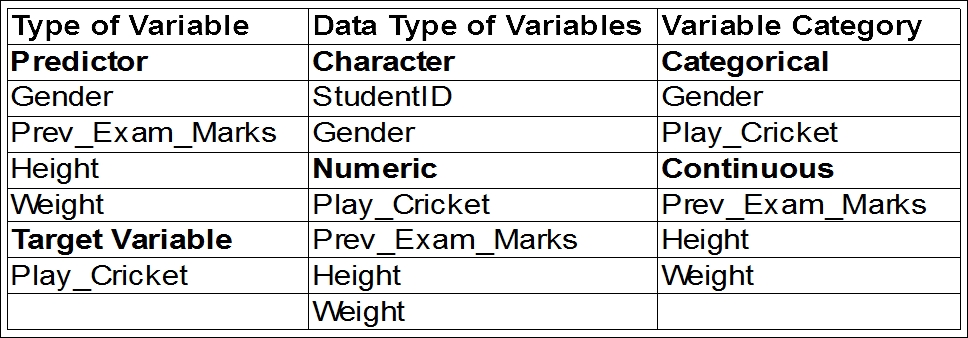 Type of Variable Data Type of Variables Variable Category
Predictor Character Categorical
Gender StudentID Gender
Prev_Exam_Marks Gender Play_Cricket
Height Numeric Continuous
Weight Play_Cricket Prev_Exam_Marks
Target Variable Prev_Exam_Marks Height
Play_Cricket Height Weight
Weight